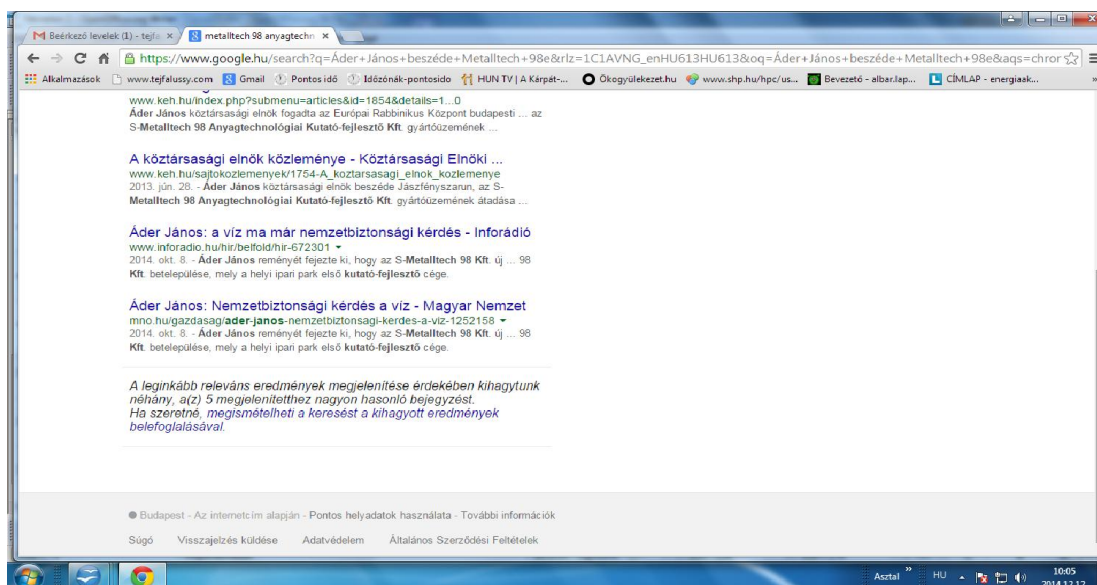 Beérkező levelek (1) - tejfa
metalltech 98 anyagtechn
https://www.google.hu/search?q=Áder+János+beszéde+Metalltech+98e&rlz=1C1AVNG_enHU613HU613&oq=Áder+János+beszéde+Metalltech+98e&aqs=chror
Alkalmazások www.tejfalussy.com Gmail Pontos idő Időzónák-pontosido HUN TV | A Kárpát-... Ökogyülekezet.hu www.shp.hu/hpc/us... Bevezető - albar.lap... CÍMLAP - energiaak... »
www.keh.hu/index.php?submenu=articles&id=1854&details=1...0
Áder János köztársasági elnök fogadta az Európai Rabbinikus Központ budapesti ... az
S-Metalltech 98 Anyagtechnológiai Kutató-fejlesztő Kft. gyártóüzemének ...
A köztársasági elnök közleménye - Köztársasági Elnöki ...
www.keh.hu/sajtokozlemenyek/1754-A_koztarsasagi_elnok_kozlemenye
2013. jún. 28. - Áder János köztársasági elnök beszéde Jászfényszarun, az S-
Metalltech 98 Anyagtechnológiai Kutató-fejlesztő Kft. gyártóüzemének átadása ...
Áder János: a víz ma már nemzetbiztonsági kérdés - Inforádió
www.inforadio.hu/hir/belfold/hir-672301
2014. okt. 8. - Áder János reményét fejezte ki, hogy az S-Metalltech 98 Kft. új ... 98
Kft. betelepülése, mely a helyi ipari park első kutató-fejlesztő cége.
Áder János: Nemzetbiztonsági kérdés a víz - Magyar Nemzet
mno.hu/gazdasag/ader-janos-nemzetbiztonsagi-kerdes-a-viz-1252158
2014. okt. 8. - Áder János reményét fejezte ki, hogy az S-Metalltech 98 Kft. új ... 98
Kft. betelepülése, mely a helyi ipari park első kutató-fejlesztő cége.
A leginkább releváns eredmények megjelenítése érdekében kihagytunk
néhány, a(z) 5 megjelenítetthez nagyon hasonló bejegyzést.
Ha szeretné, megismételheti a keresést a kihagyott eredmények
belefoglalásával.
Budapest - Az internetcím alapján - Pontos helyadatok használata - További információk
Súgó Visszajelzés küldése Adatvédelem Általános Szerződési Feltételek
Asztal » HU 10:05
2014.12.12.